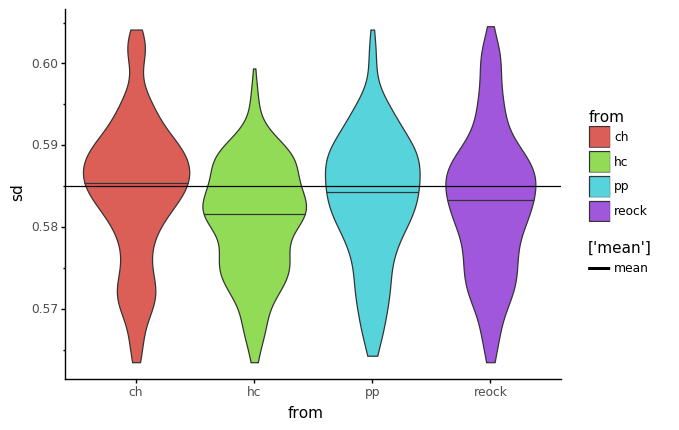 0.60
0.59
0.58
0.57
sd
ch
hc
pp
reock
from
from
ch
hc
pp
reock
['mean']
mean